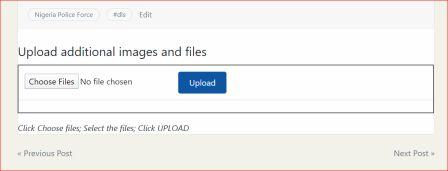 Nigeria Police Force #dls Edit
Upload additional images and files
Choose Files No file chosen Upload
Click Choose files; Select the files; Click UPLOAD
« Previous Post Next Post »